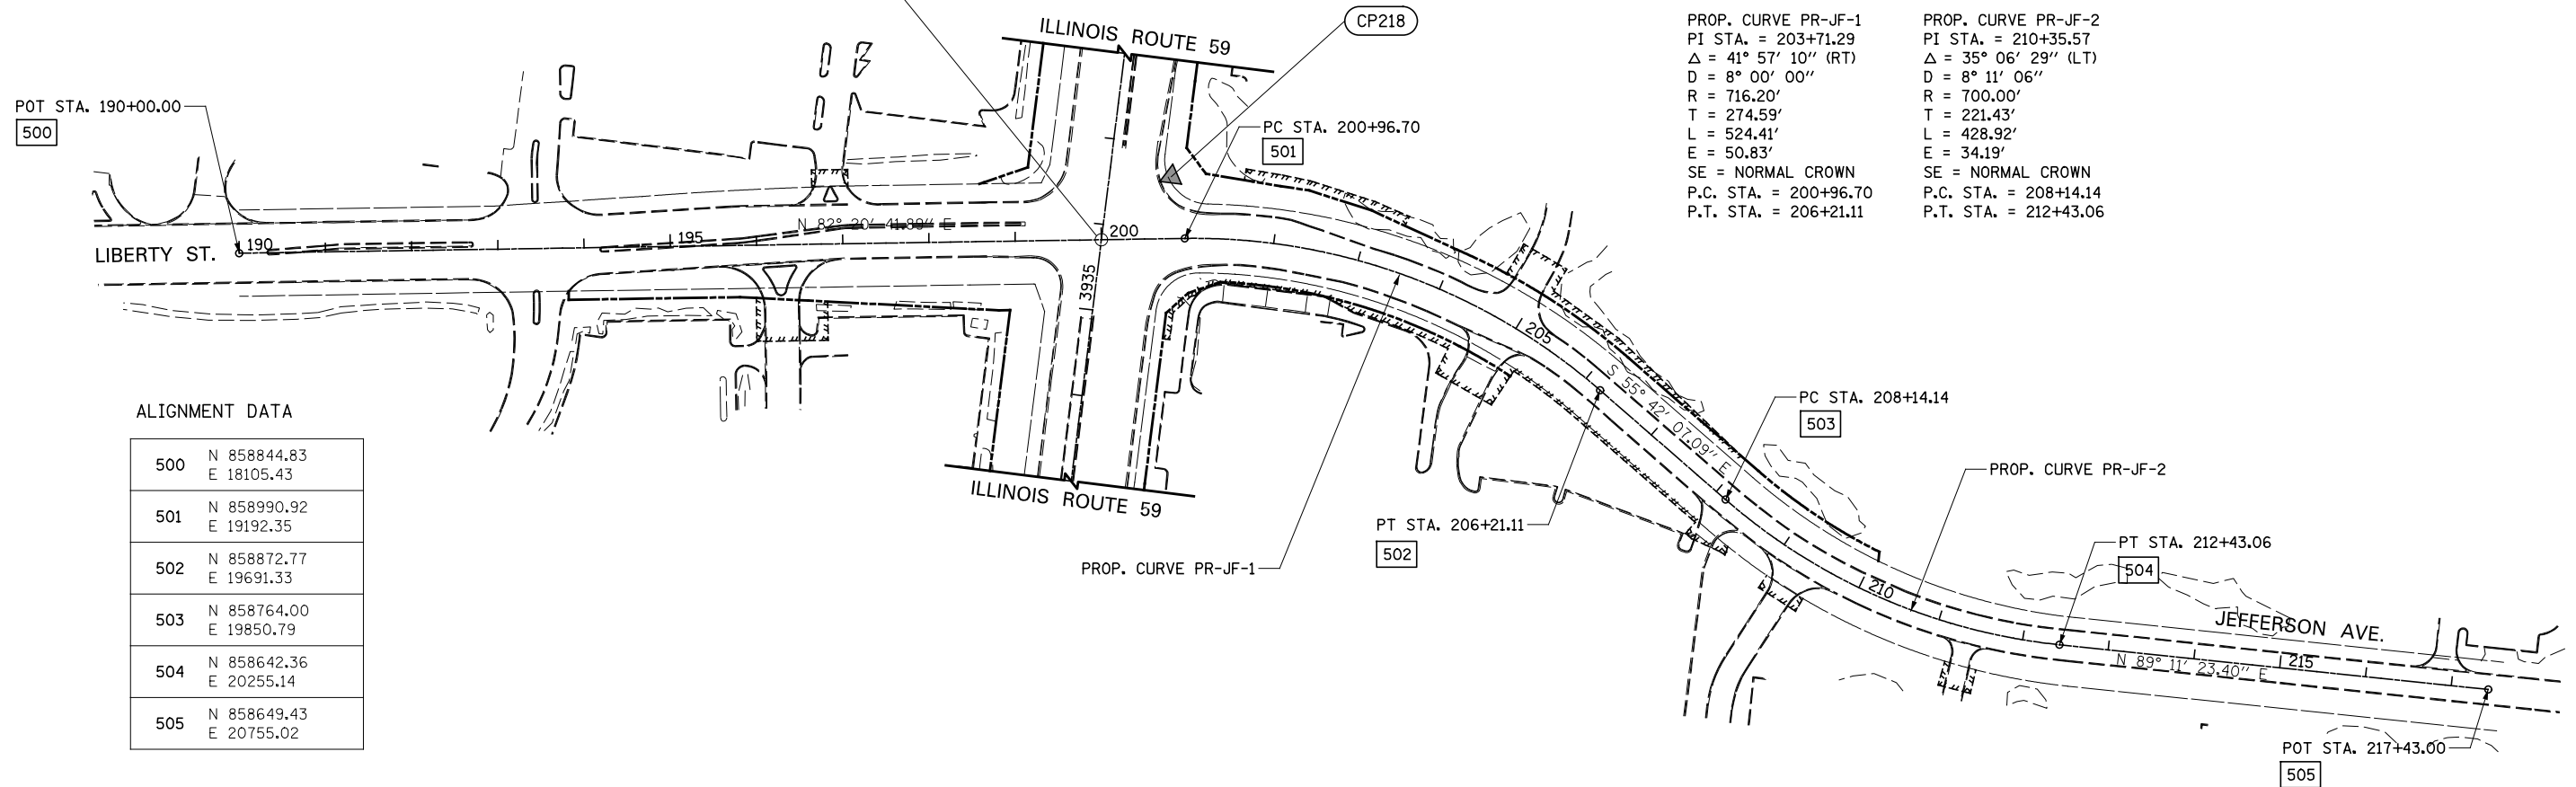 ILLINOIS ROUTE 59
CP218
PROP. CURVE PR-JF-1
PI STA. = 203+71.29
Δ = 41° 57' 10" (RT)
D = 8° 00' 00"
R = 716.20'
T = 274.59'
L = 524.41'
E = 50.83'
SE = NORMAL CROWN
P.C. STA. = 200+96.70
P.T. STA. = 206+21.11
PROP. CURVE PR-JF-2
PI STA. = 210+35.57
Δ = 35° 06' 29" (LT)
D = 8° 11' 06"
R = 700.00'
T = 221.43'
L = 428.92'
E = 34.19'
SE = NORMAL CROWN
P.C. STA. = 208+14.14
P.T. STA. = 212+43.06
POT STA. 190+00.00
500
PC STA. 200+96.70
501
LIBERTY ST.
190
195
N 82° 20' 41.89" E
200
3935
205
S 55° 42' 07.09" E
PC STA. 208+14.14
503
ALIGNMENT DATA
500 N 858844.83
E 18105.43
501 N 858990.92
E 19192.35
502 N 858872.77
E 19691.33
503 N 858764.00
E 19850.79
504 N 858642.36
E 20255.14
505 N 858649.43
E 20755.02
ILLINOIS ROUTE 59
PROP. CURVE PR-JF-1
PT STA. 206+21.11
502
PROP. CURVE PR-JF-2
210
PT STA. 212+43.06
504
JEFFERSON AVE.
N 89° 11' 23.40" E
215
POT STA. 217+43.00
505